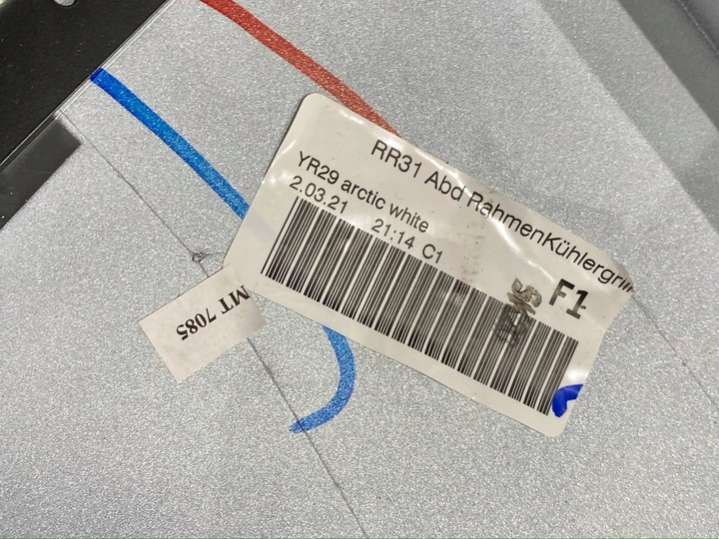 RR31 Abd RahmenKühlergrill
YR29 arctic white
2.03.21 21:14 C1
F1
MT 7085